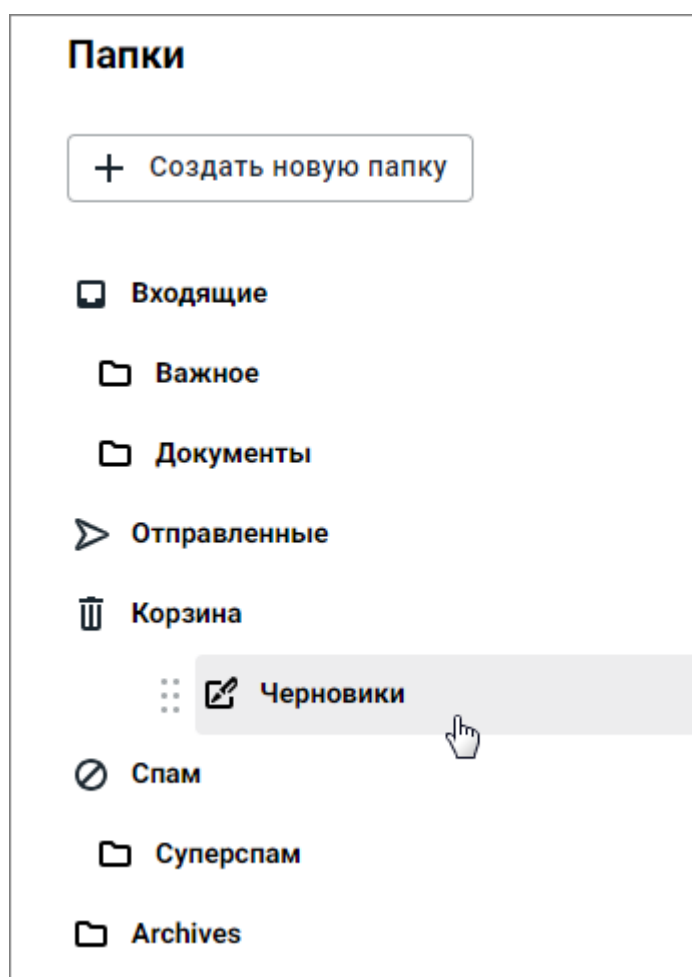 Папки
Создать новую папку
Входящие
Важное
Документы
Отправленные
Корзина
Черновики
Спам
Суперспам
Archives